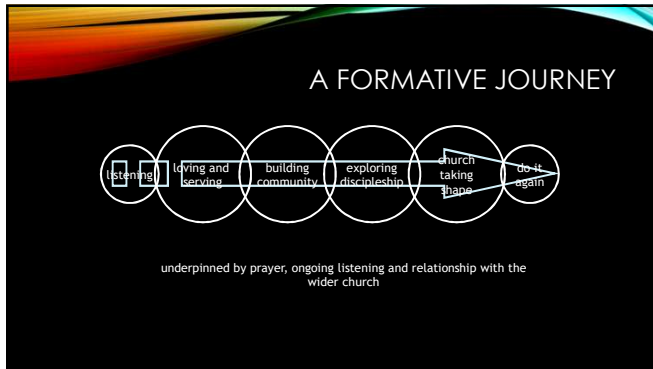 A FORMATIVE JOURNEY
listening
loving and
serving
building
community
exploring
discipleship
church
taking
shape
do it
again
underpinned by prayer, ongoing listening and relationship with the
wider church